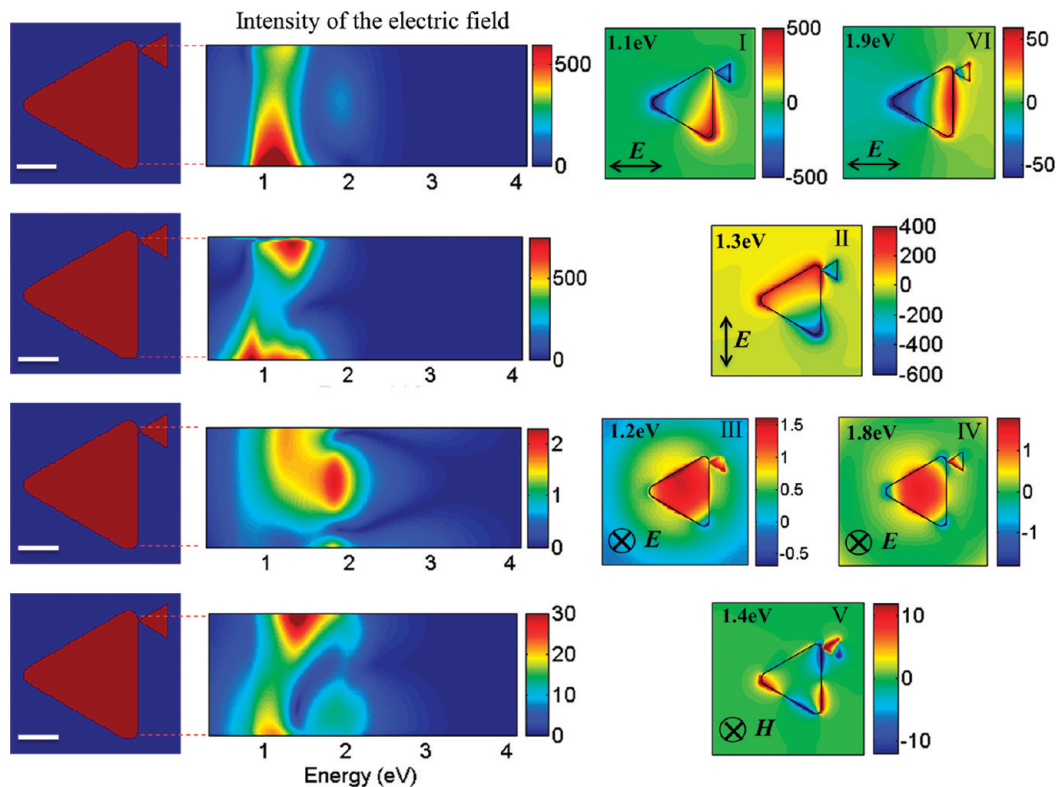 Intensity of the electric field
500
0
1 2 3 4
1.1eV I
E
500
0
-500
1.9eV VI
E
50
0
-50
500
0
1 2 3 4
1.3eV II
E
400
200
0
-200
-400
-600
2
1
0
1 2 3 4
1.2eV III
E
1.5
1
0.5
0
-0.5
1.8eV IV
E
1
0
-1
30
20
10
0
1 2 3 4
Energy (eV)
1.4eV V
H
10
0
-10